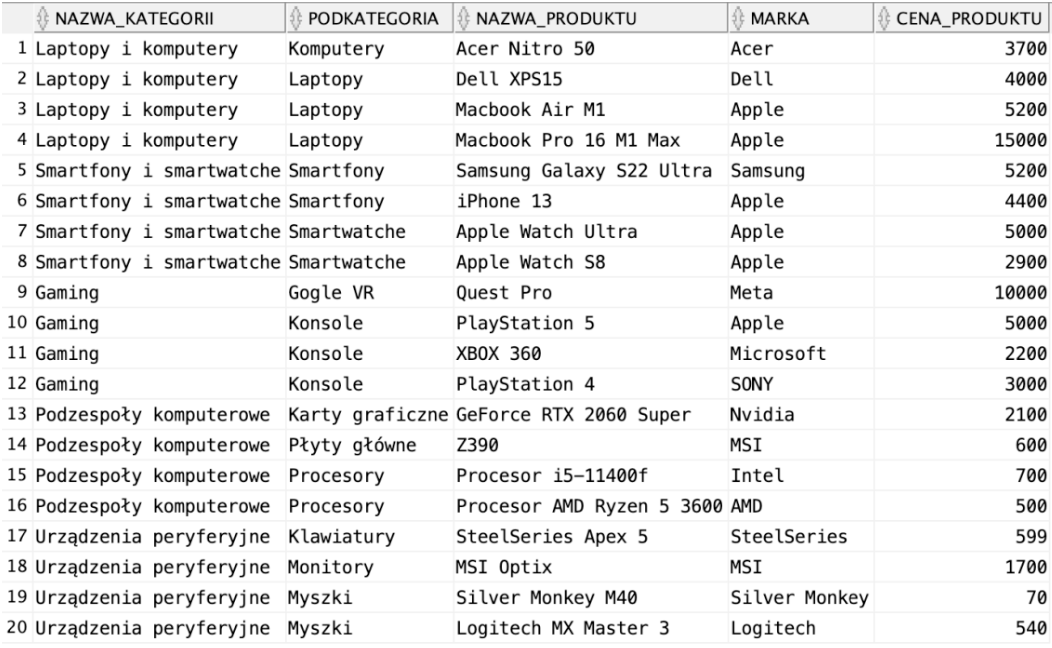 NAZWA_KATEGORII PODKATEGORIA NAZWA_PRODUKTU MARKA CENA_PRODUKTU
1 Laptopy i komputery Komputery Acer Nitro 50 Acer 3700
2 Laptopy i komputery Laptopy Dell XPS15 Dell 4000
3 Laptopy i komputery Laptopy Macbook Air M1 Apple 5200
4 Laptopy i komputery Laptopy Macbook Pro 16 M1 Max Apple 15000
5 Smartfony i smartwatche Smartfony Samsung Galaxy S22 Ultra Samsung 5200
6 Smartfony i smartwatche Smartfony iPhone 13 Apple 4400
7 Smartfony i smartwatche Smartwatche Apple Watch Ultra Apple 5000
8 Smartfony i smartwatche Smartwatche Apple Watch S8 Apple 2900
9 Gaming Gogle VR Quest Pro Meta 10000
10 Gaming Konsole PlayStation 5 Apple 5000
11 Gaming Konsole XBOX 360 Microsoft 2200
12 Gaming Konsole PlayStation 4 SONY 3000
13 Podzespoły komputerowe Karty graficzne GeForce RTX 2060 Super Nvidia 2100
14 Podzespoły komputerowe Płyty główne Z390 MSI 600
15 Podzespoły komputerowe Procesory Procesor i5-11400f Intel 700
16 Podzespoły komputerowe Procesory Procesor AMD Ryzen 5 3600 AMD 500
17 Urządzenia peryferyjne Klawiatury SteelSeries Apex 5 SteelSeries 599
18 Urządzenia peryferyjne Monitory MSI Optix MSI 1700
19 Urządzenia peryferyjne Myszki Silver Monkey M40 Silver Monkey 70
20 Urządzenia peryferyjne Myszki Logitech MX Master 3 Logitech 540